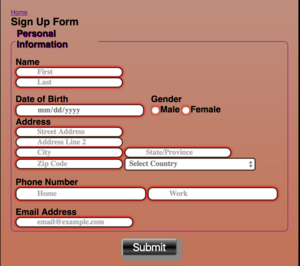 Home
Sign Up Form
Personal
Information
Name
First
Last
Date of Birth
Gender
mm/dd/yyyy
Male Female
Address
Street Address
Address Line 2
City
State/Province
Zip Code
Select Country
Phone Number
Home
Work
Email Address
email@example.com
Submit